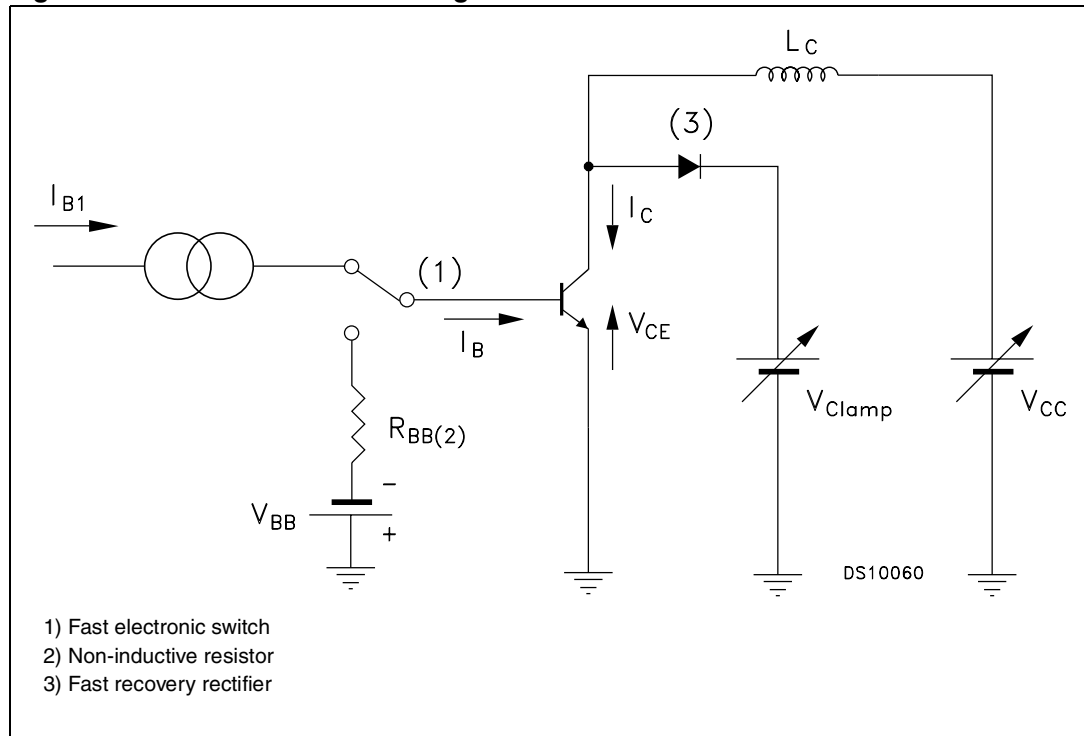 L_C
(3)
I_B1
I_C
(1)
V_CE
I_B
V_Clamp
V_CC
R_BB(2)
−
V_BB
+
DS10060
1) Fast electronic switch
2) Non-inductive resistor
3) Fast recovery rectifier